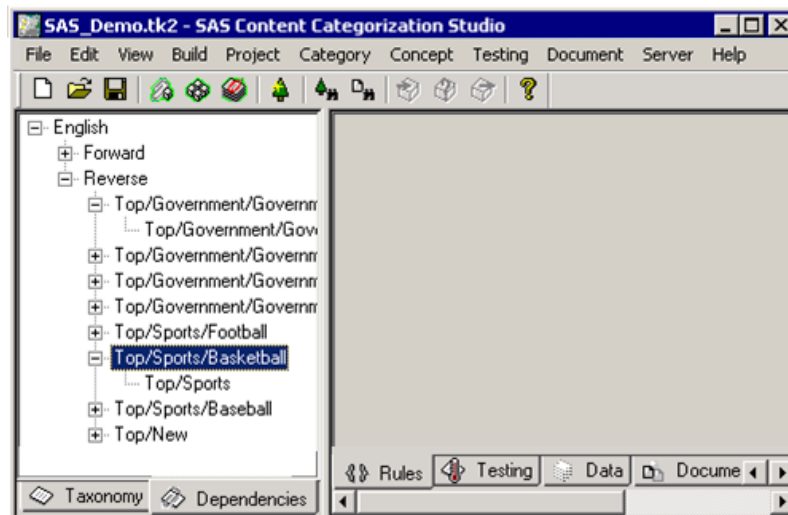 SAS_Demo.tk2 - SAS Content Categorization Studio
File Edit View Build Project Category Concept Testing Document Server Help
English
Forward
Reverse
Top/Government/Governm
Top/Government/Gov
Top/Government/Governm
Top/Government/Governm
Top/Government/Governm
Top/Sports/Football
Top/Sports/Basketball
Top/Sports
Top/Sports/Baseball
Top/New
Rules Testing Data Docume
Taxonomy Dependencies